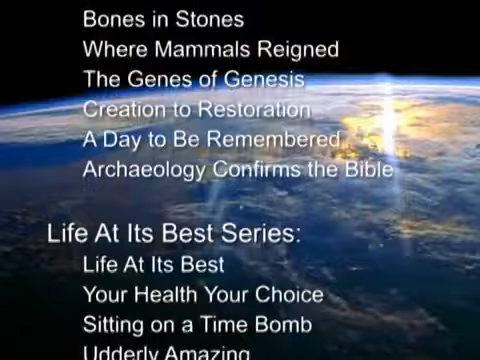 Bones in Stones
Where Mammals Reigned
The Genes of Genesis
Creation to Restoration
A Day to Be Remembered
Archaeology Confirms the Bible
Life At Its Best Series:
Life At Its Best
Your Health Your Choice
Sitting on a Time Bomb
Udderly Amazing